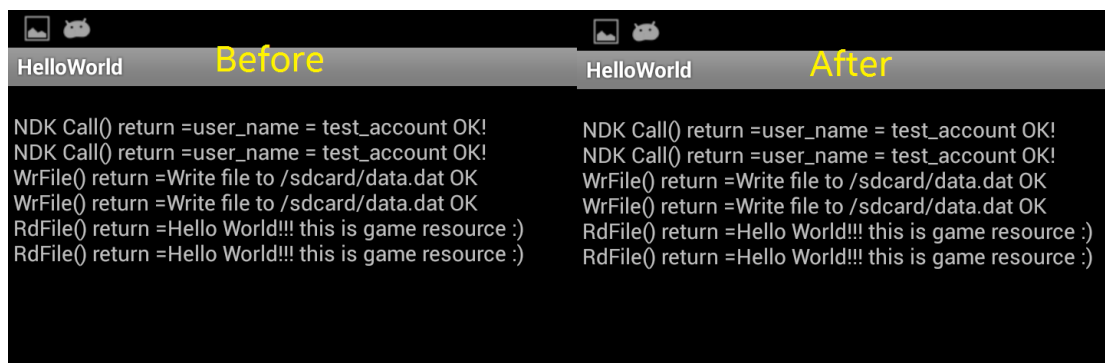 Before
HelloWorld
NDK Call() return =user_name = test_account OK!
NDK Call() return =user_name = test_account OK!
WrFile() return =Write file to /sdcard/data.dat OK
WrFile() return =Write file to /sdcard/data.dat OK
RdFile() return =Hello World!!! this is game resource :)
RdFile() return =Hello World!!! this is game resource :)
After
HelloWorld
NDK Call() return =user_name = test_account OK!
NDK Call() return =user_name = test_account OK!
WrFile() return =Write file to /sdcard/data.dat OK
WrFile() return =Write file to /sdcard/data.dat OK
RdFile() return =Hello World!!! this is game resource :)
RdFile() return =Hello World!!! this is game resource :)